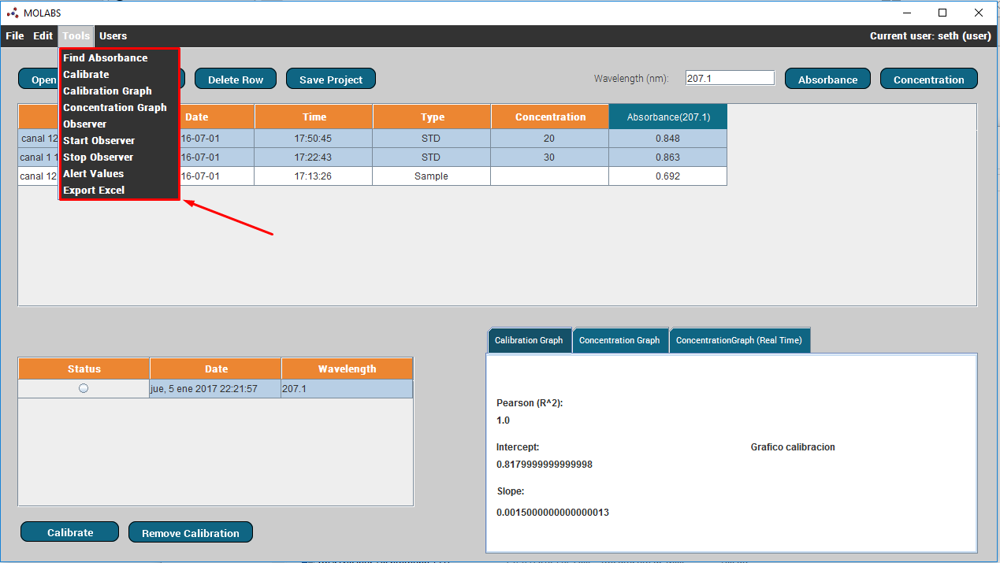 MOLABS
File Edit Tools Users Current user: seth (user)
Find Absorbance
Calibrate
Calibration Graph
Concentration Graph
Observer
Start Observer
Stop Observer
Alert Values
Export Excel
Open Delete Row Save Project Wavelength (nm): 207.1 Absorbance Concentration
Date Time Type Concentration Absorbance(207.1)
canal 12 16-07-01 17:50:45 STD 20 0.848
canal 1 16-07-01 17:22:43 STD 30 0.863
canal 12 16-07-01 17:13:26 Sample 0.692
Calibration Graph Concentration Graph ConcentrationGraph (Real Time)
Status Date Wavelength
jue, 5 ene 2017 22:21:57 207.1
Pearson (R^2):
1.0
Intercept:
0.8179999999999998
Grafico calibracion
Slope:
0.0015000000000000013
Calibrate Remove Calibration